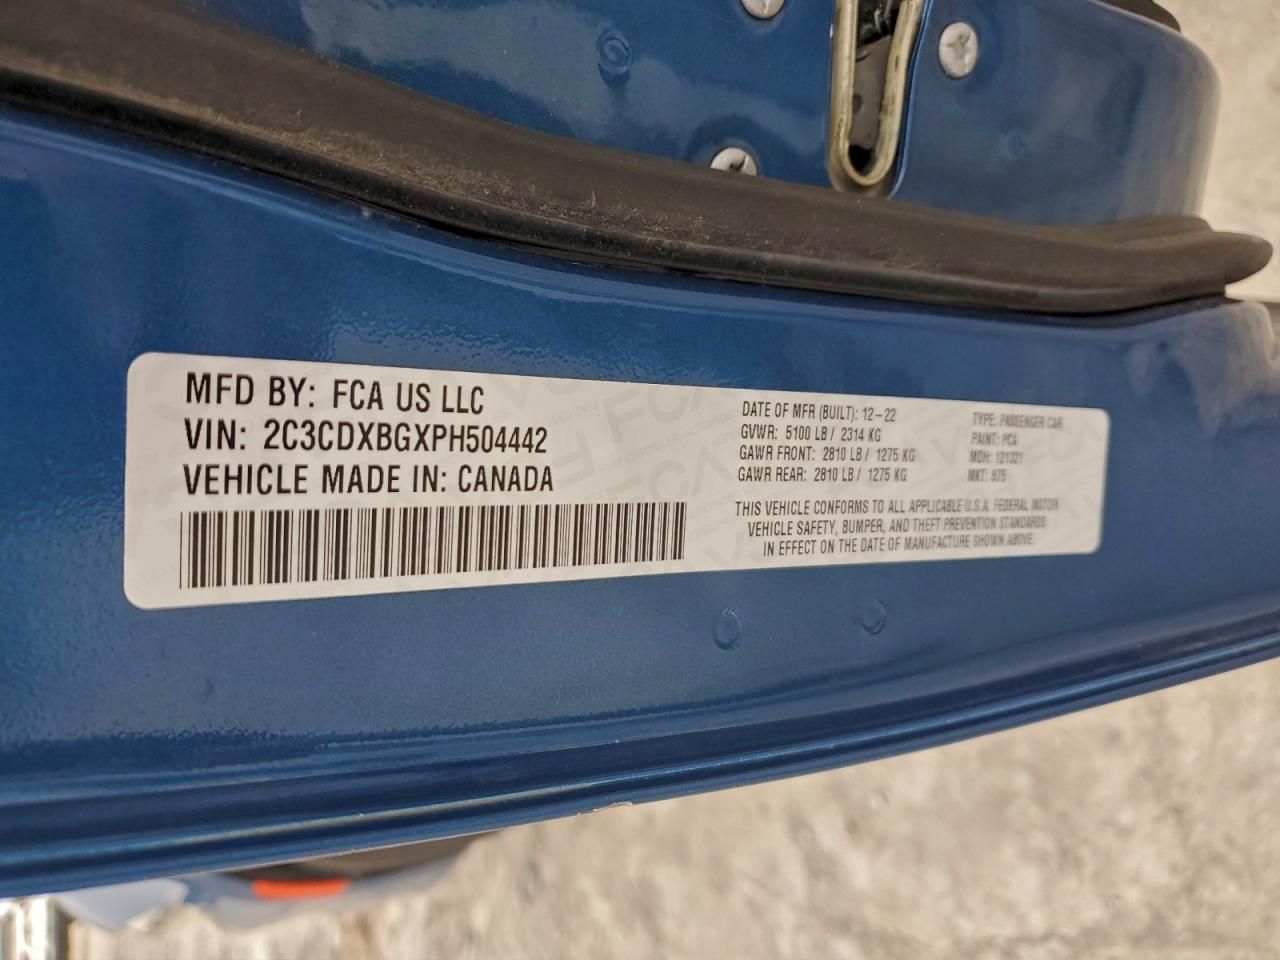 MFD BY: FCA US LLC
VIN: 2C3CDXBGXPH504442
VEHICLE MADE IN: CANADA
DATE OF MFR (BUILT): 12-22
GVWR: 5100 LB / 2314 KG
GAWR FRONT: 2810 LB / 1275 KG
GAWR REAR: 2810 LB / 1275 KG
TYPE: PASSENGER CAR
PAINT: PCA
MDH: 121321
MKT: 875
THIS VEHICLE CONFORMS TO ALL APPLICABLE U.S.A. FEDERAL MOTOR
VEHICLE SAFETY, BUMPER, AND THEFT PREVENTION STANDARDS
IN EFFECT ON THE DATE OF MANUFACTURE SHOWN ABOVE.